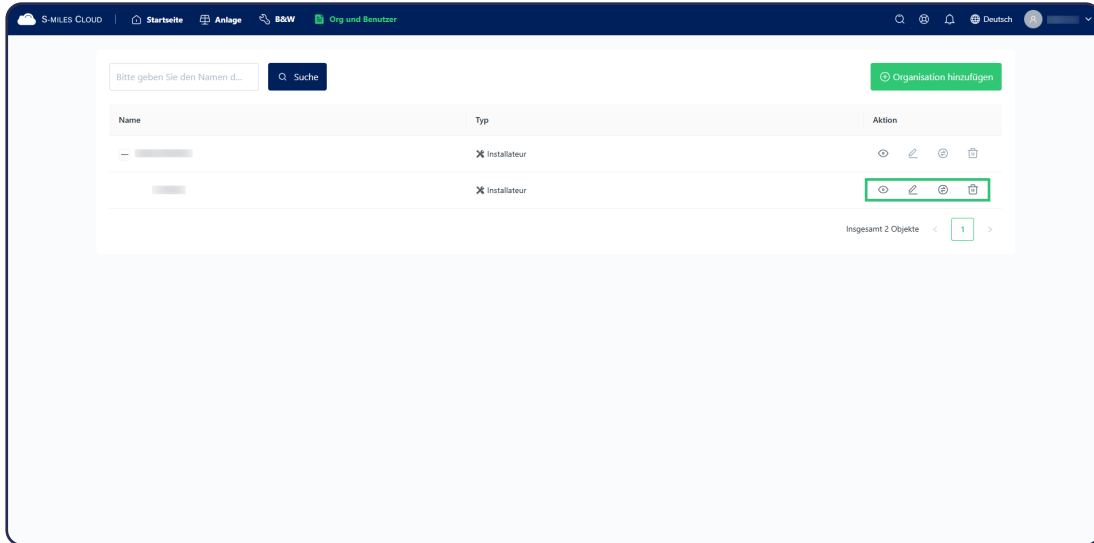 S-MILES CLOUD Startseite Anlage B&W Org und Benutzer Deutsch
Bitte geben Sie den Namen d... Suche Organisation hinzufügen
Name Typ Aktion
Installateur
Installateur
Insgesamt 2 Objekte < 1 >